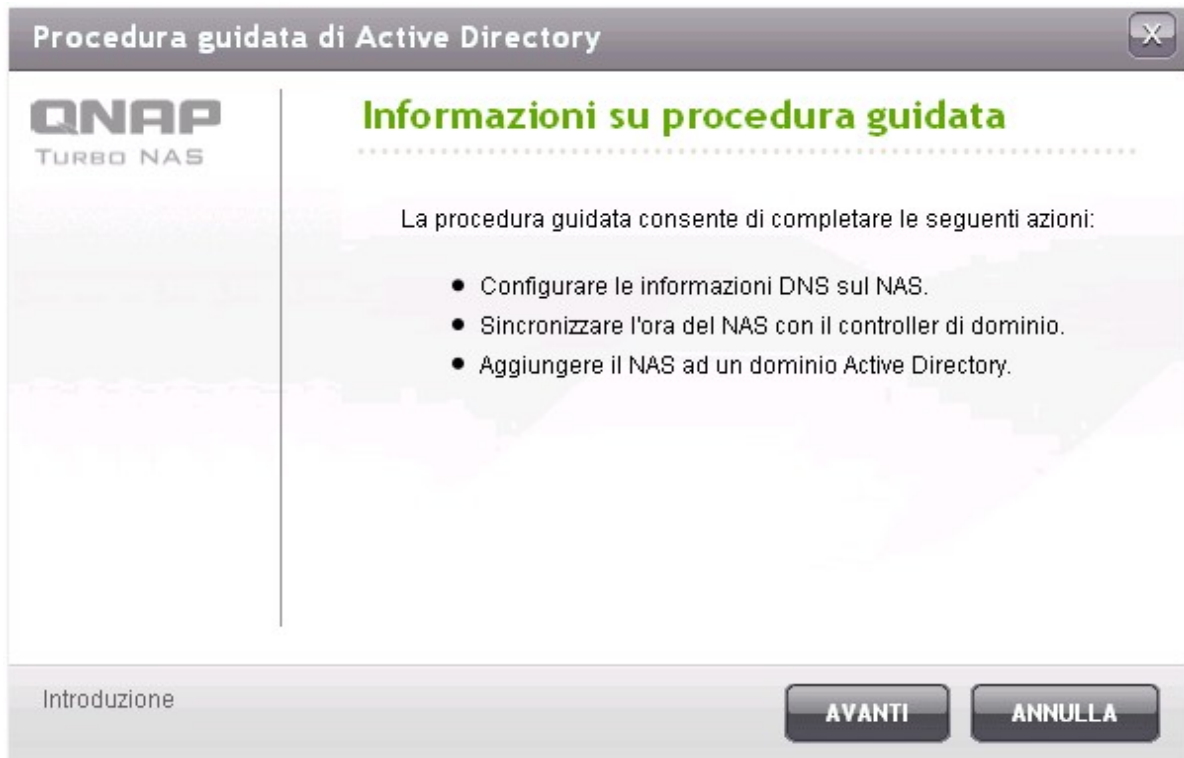 Procedura guidata di Active Directory
X
QNAP
TURBO NAS
Informazioni su procedura guidata
La procedura guidata consente di completare le seguenti azioni:
● Configurare le informazioni DNS sul NAS.
● Sincronizzare l'ora del NAS con il controller di dominio.
● Aggiungere il NAS ad un dominio Active Directory.
Introduzione
AVANTI
ANNULLA